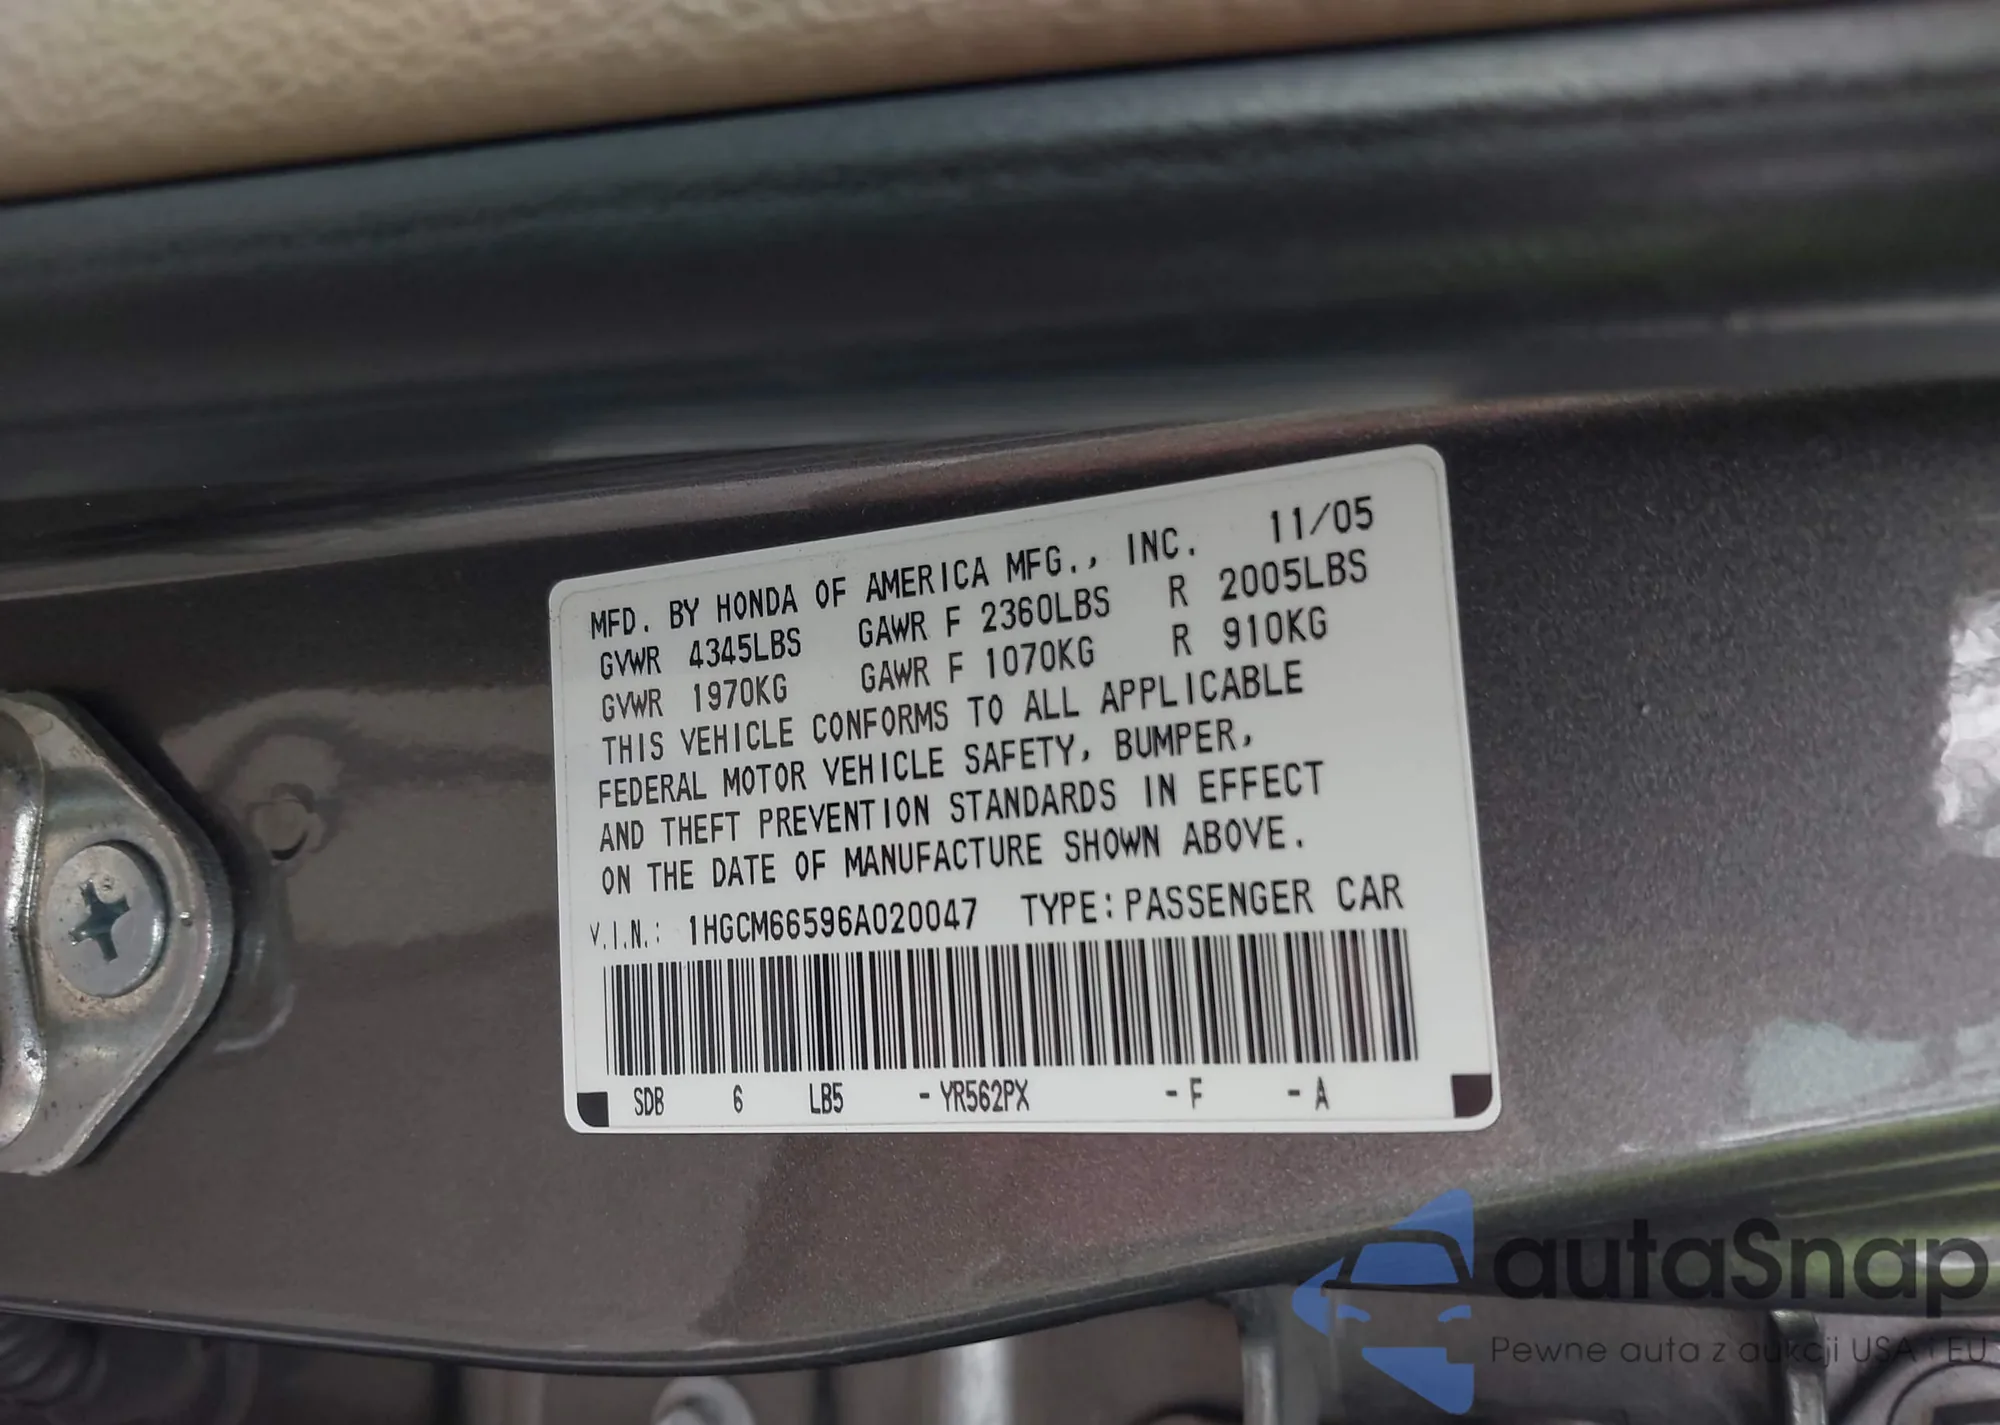 MFD. BY HONDA OF AMERICA MFG., INC. 11/05
GVWR 4345LBS GAWR F 2360LBS R 2005LBS
GVWR 1970KG GAWR F 1070KG R 910KG
THIS VEHICLE CONFORMS TO ALL APPLICABLE
FEDERAL MOTOR VEHICLE SAFETY, BUMPER,
AND THEFT PREVENTION STANDARDS IN EFFECT
ON THE DATE OF MANUFACTURE SHOWN ABOVE.
V.I.N.: 1HGCM66596A020047 TYPE:PASSENGER CAR
SDB 6 LB5 -YR562PX -F -A
autaSnap
Pewne auta z aukcji USA i EU